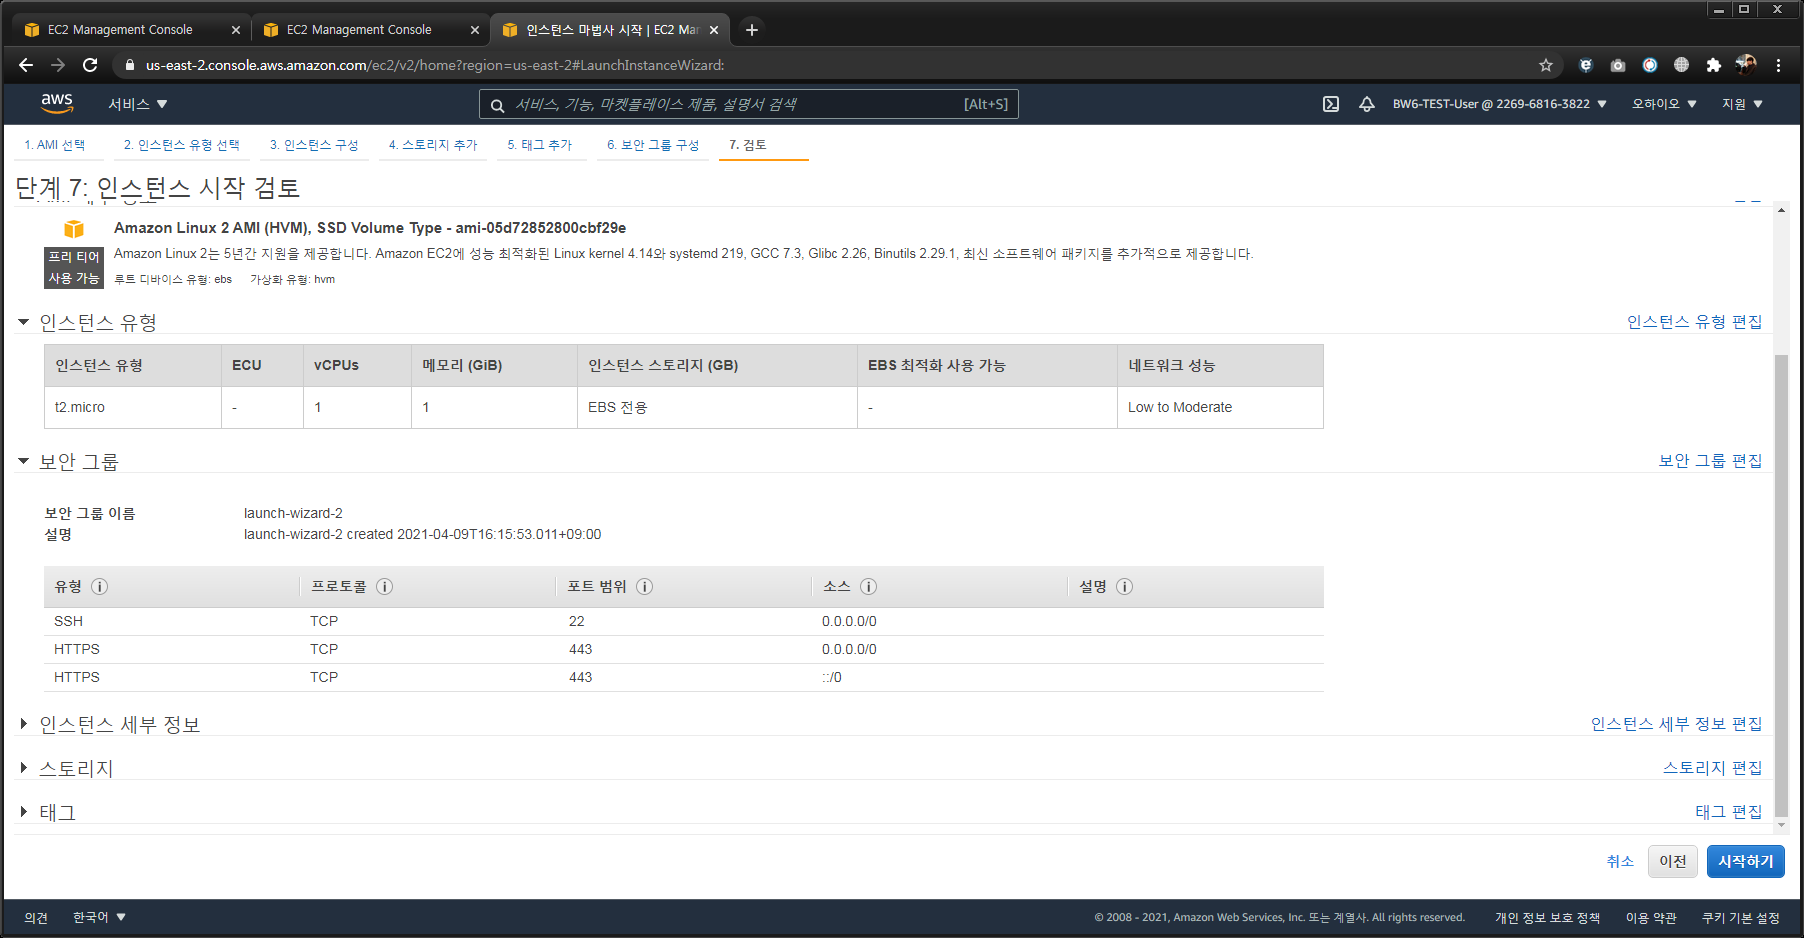 EC2 Management Console
EC2 Management Console
인스턴스 마법사 시작 | EC2 Mar
us-east-2.console.aws.amazon.com/ec2/v2/home?region=us-east-2#LaunchInstanceWizard:
aws
서비스
서비스, 기능, 마켓플레이스 제품, 설명서 검색 [Alt+S]
BW6-TEST-User @ 2269-6816-3822
오하이오
지원
1. AMI 선택
2. 인스턴스 유형 선택
3. 인스턴스 구성
4. 스토리지 추가
5. 태그 추가
6. 보안 그룹 구성
7. 검토
단계 7: 인스턴스 시작 검토
Amazon Linux 2 AMI (HVM), SSD Volume Type - ami-05d72852800cbf29e
프리 티어
사용 가능
Amazon Linux 2는 5년간 지원을 제공합니다. Amazon EC2에 성능 최적화된 Linux kernel 4.14와 systemd 219, GCC 7.3, Glibc 2.26, Binutils 2.29.1, 최신 소프트웨어 패키지를 추가적으로 제공합니다.
루트 디바이스 유형: ebs 가상화 유형: hvm
인스턴스 유형
인스턴스 유형 편집
인스턴스 유형 ECU vCPUs 메모리 (GiB) 인스턴스 스토리지 (GB) EBS 최적화 사용 가능 네트워크 성능
t2.micro - 1 1 EBS 전용 - Low to Moderate
보안 그룹
보안 그룹 편집
보안 그룹 이름 launch-wizard-2
설명 launch-wizard-2 created 2021-04-09T16:15:53.011+09:00
유형 프로토콜 포트 범위 소스 설명
SSH TCP 22 0.0.0.0/0
HTTPS TCP 443 0.0.0.0/0
HTTPS TCP 443 ::/0
인스턴스 세부 정보
인스턴스 세부 정보 편집
스토리지
스토리지 편집
태그
태그 편집
취소
이전
시작하기
의견
한국어
© 2008 - 2021, Amazon Web Services, Inc. 또는 계열사. All rights reserved.
개인 정보 보호 정책
이용 약관
쿠키 기본 설정